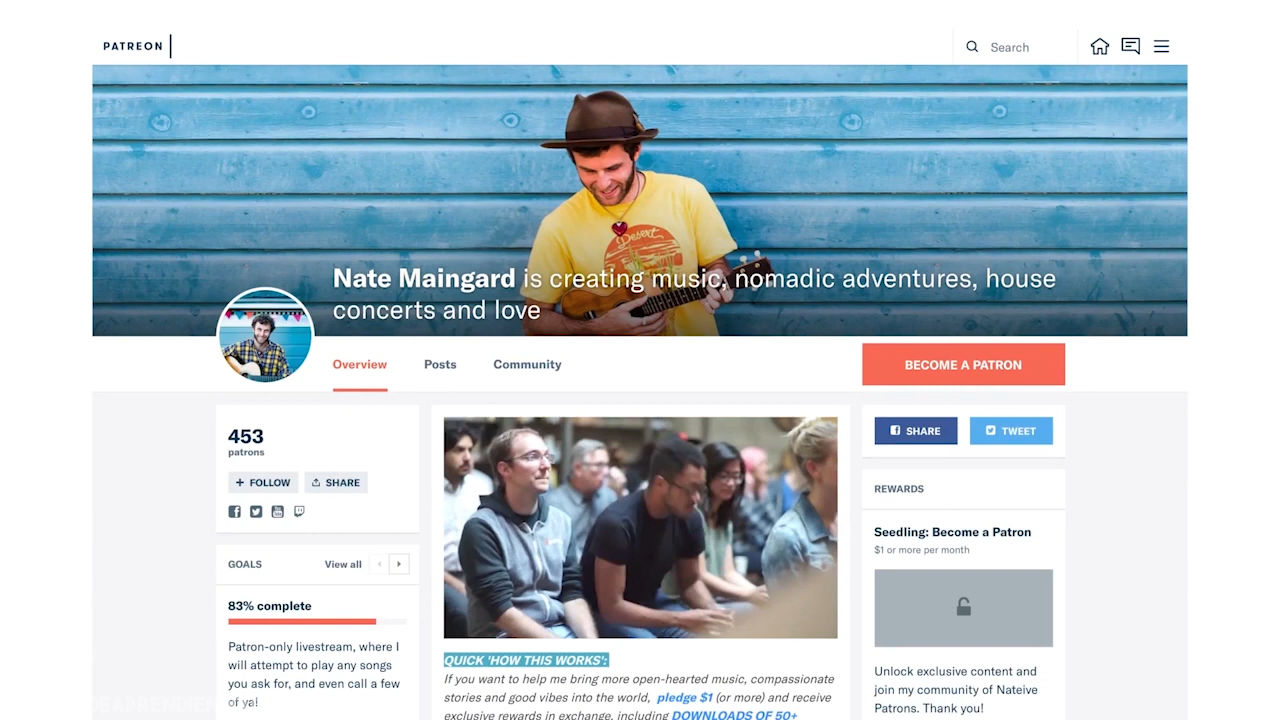 PATREON
Search
Desert
Nate Maingard is creating music, nomadic adventures, house
concerts and love
Overview
Posts
Community
BECOME A PATRON
453
patrons
+ FOLLOW
SHARE
GOALS
View all
83% complete
Patron-only livestream, where I
will attempt to play any songs
you ask for, and even call a few
of ya!
QUICK 'HOW THIS WORKS':
If you want to help me bring more open-hearted music, compassionate
stories and good vibes into the world, pledge $1 (or more) and receive
exclusive rewards in exchange, including DOWNLOADS OF 50+
SHARE
TWEET
REWARDS
Seedling: Become a Patron
$1 or more per month
Unlock exclusive content and
join my community of Nateive
Patrons. Thank you!